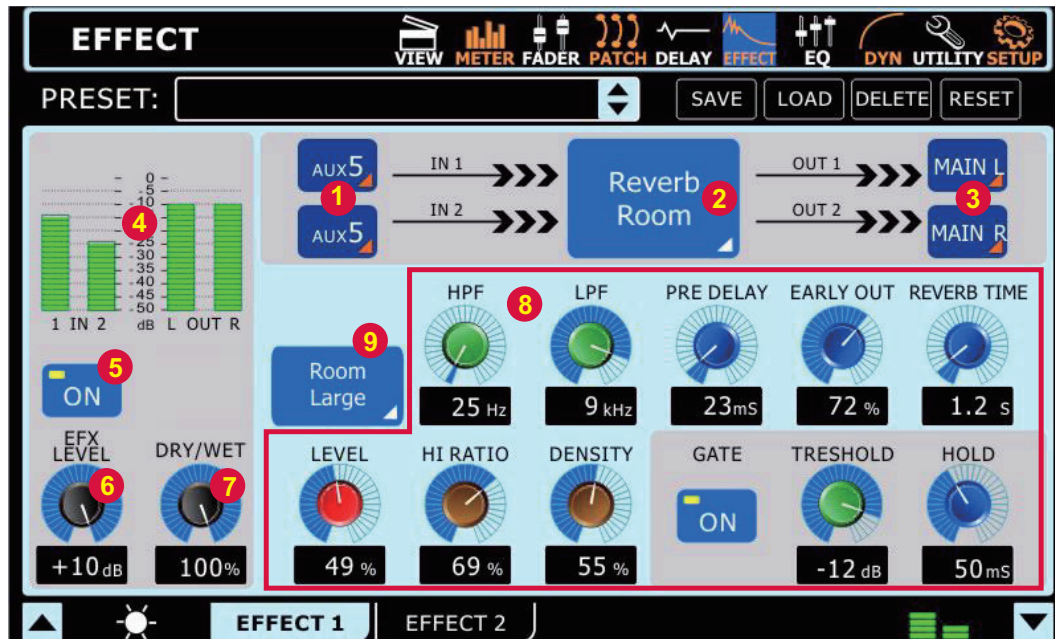 EFFECT
VIEW METER FADER PATCH DELAY EFFECT EQ DYN UTILITY SETUP
PRESET: SAVE LOAD DELETE RESET
AUX5 IN 1 OUT 1 MAIN L
1 Reverb Room 2 3
AUX5 IN 2 OUT 2 MAIN R
0
-5
-10
4
-25
-30
-35
-40
-45
-50
1 IN 2 dB L OUT R
5
ON
EFX LEVEL DRY/WET
6 7
+10 dB 100%
9
Room
Large
8
HPF LPF PRE DELAY EARLY OUT REVERB TIME
25 Hz 9 kHz 23mS 72 % 1.2 s
LEVEL HI RATIO DENSITY GATE TRESHOLD HOLD
ON
49 % 69 % 55 % -12 dB 50mS
EFFECT 1 EFFECT 2